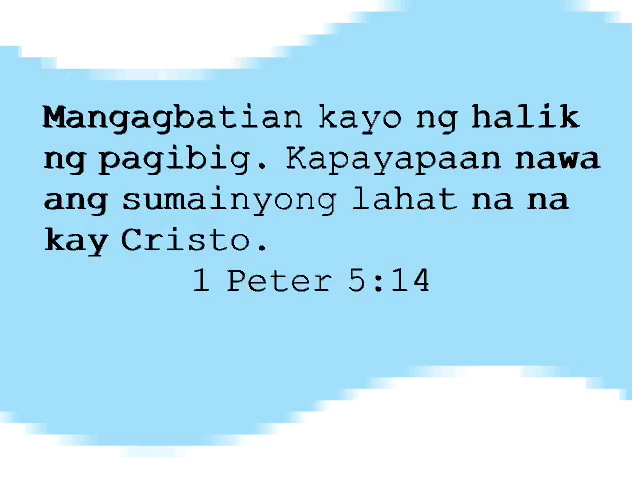 Mangagbatian kayo ng halik
ng pagibig. Kapayapaan nawa
ang sumainyong lahat na na
kay Cristo.
1 Peter 5:14